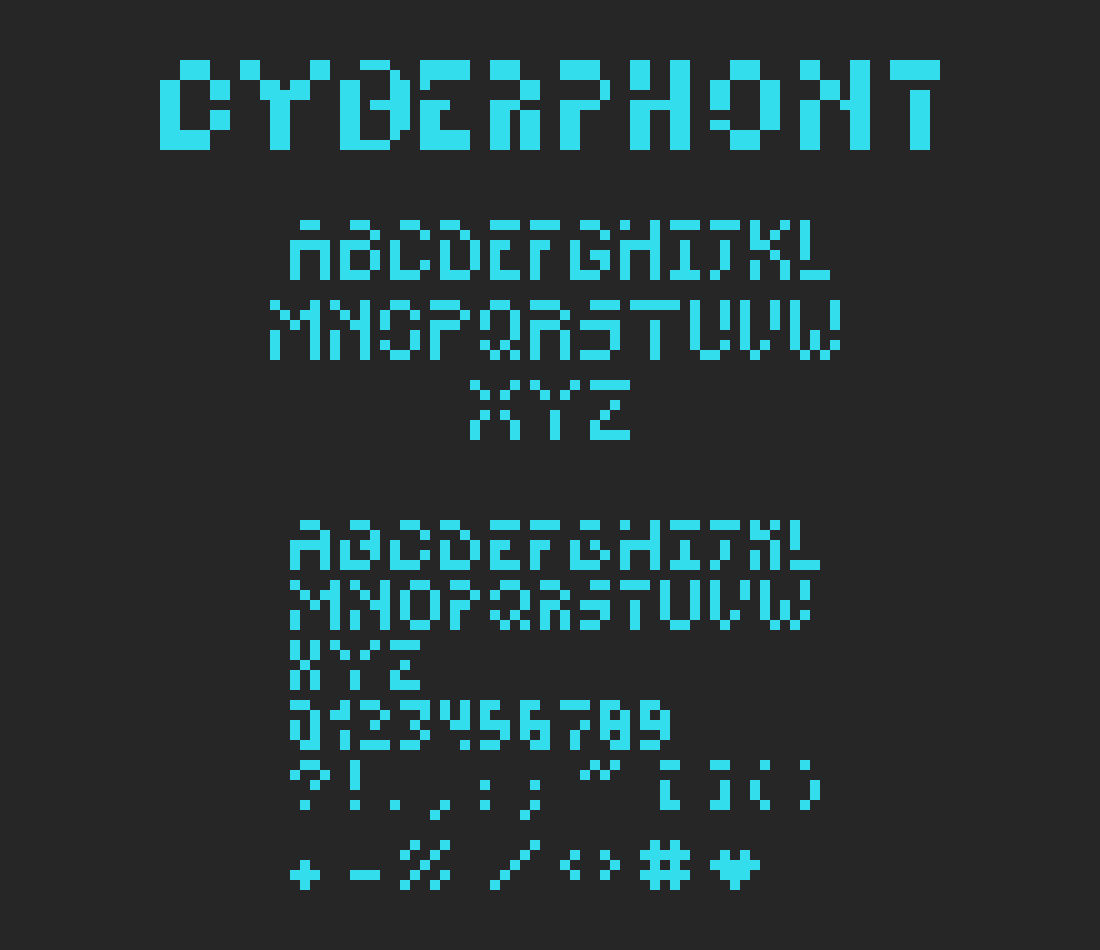 CYBERPHONT
ABCDEFGHIJKL
MNOPQRSTUVW
XYZ
ABCDEFGHIJKL
MNOPQRSTUVW
XYZ
0123456789
?!.,:;~[]()
+-%/<>#♥